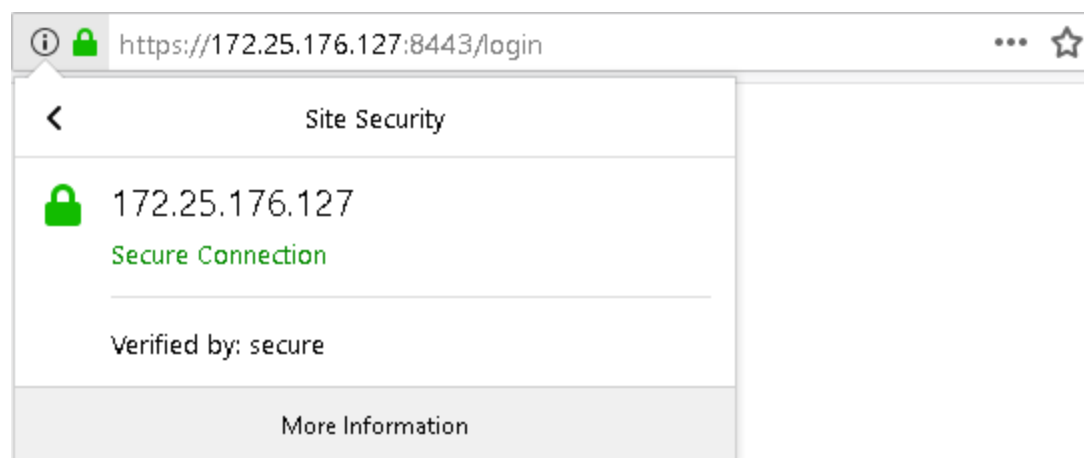 https://172.25.176.127:8443/login
Site Security
172.25.176.127
Secure Connection
Verified by: secure
More Information